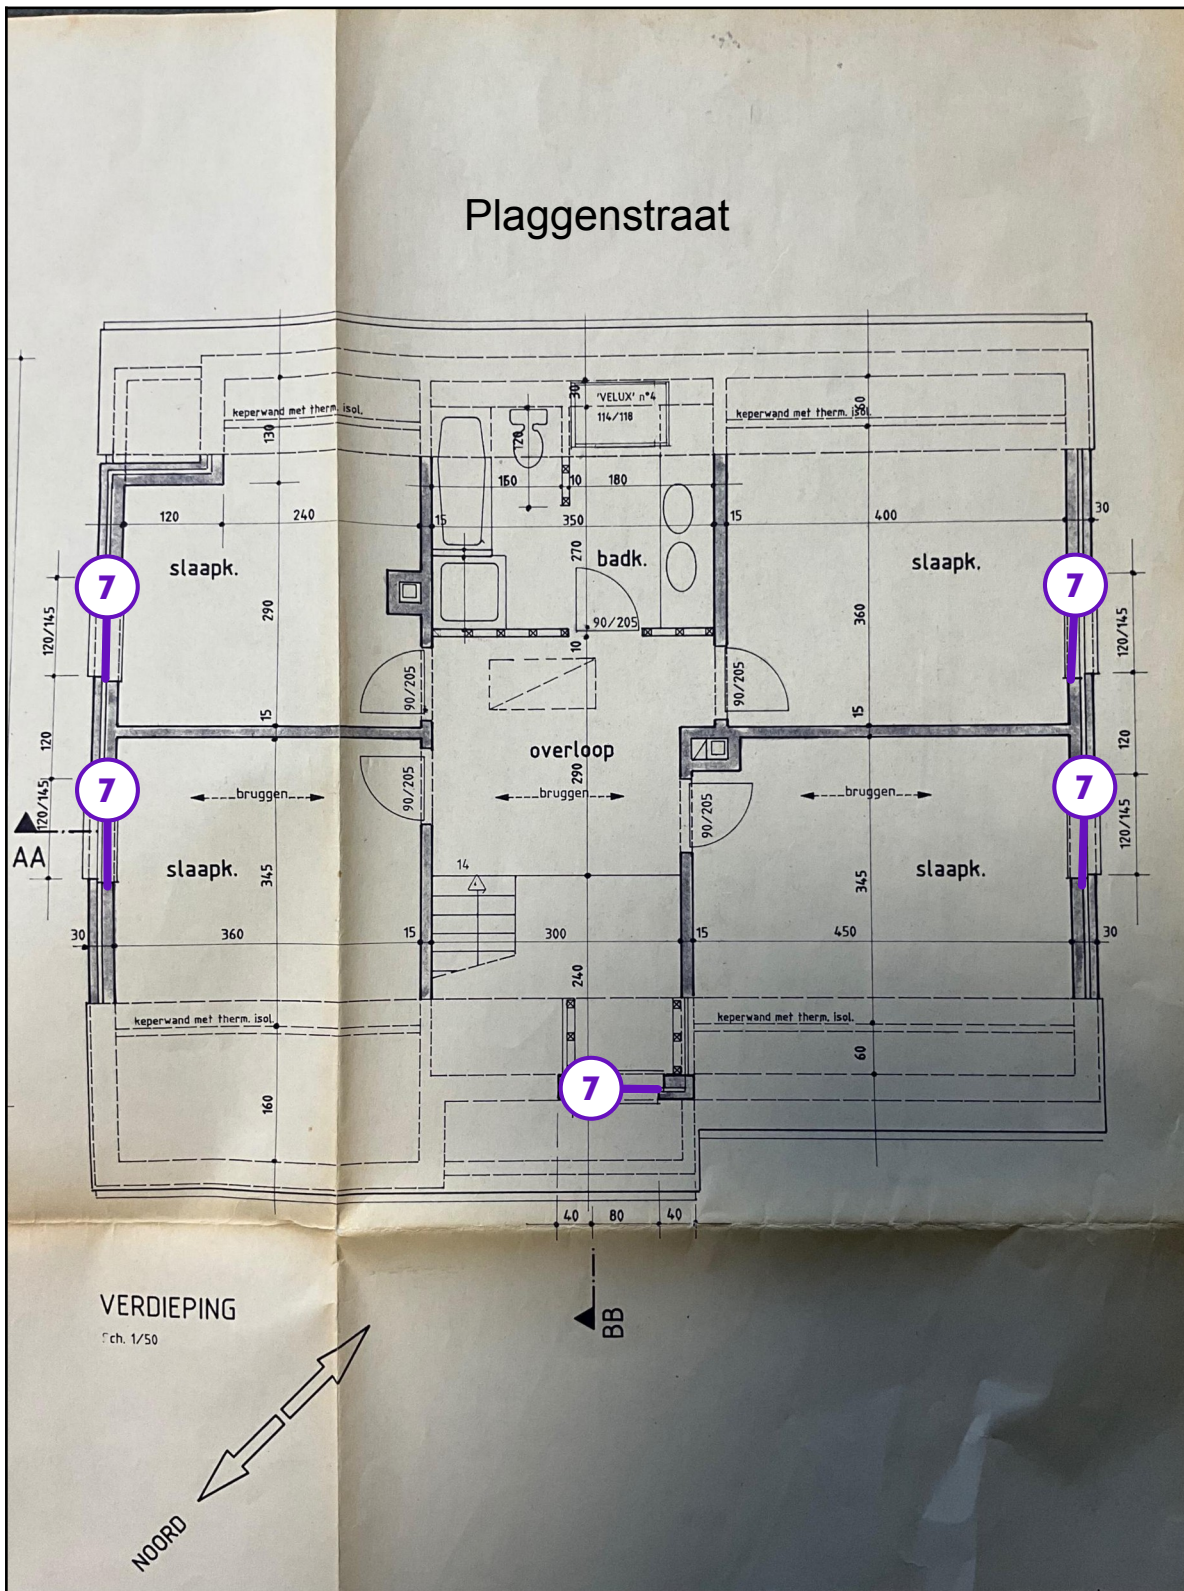 Plaggenstraat
'VELUX' n°4
114/118
keperwand met therm. isol.
keperwand met therm. isol.
130
30
120
60
150
10
180
120
240
15
350
15
400
30
slaapk.
270
badk.
slaapk.
7
7
120/145
290
90/205
360
120/145
10
90/205
90/205
15
15
120
overloop
120
7
7
bruggen
290
bruggen
bruggen
120/145
90/205
90/205
120/145
AA
slaapk.
345
14
345
slaapk.
30
360
15
300
15
450
30
240
keperwand met therm. isol.
keperwand met therm. isol.
60
7
160
40
80
40
VERDIEPING
Sch. 1/50
BB
NOORD